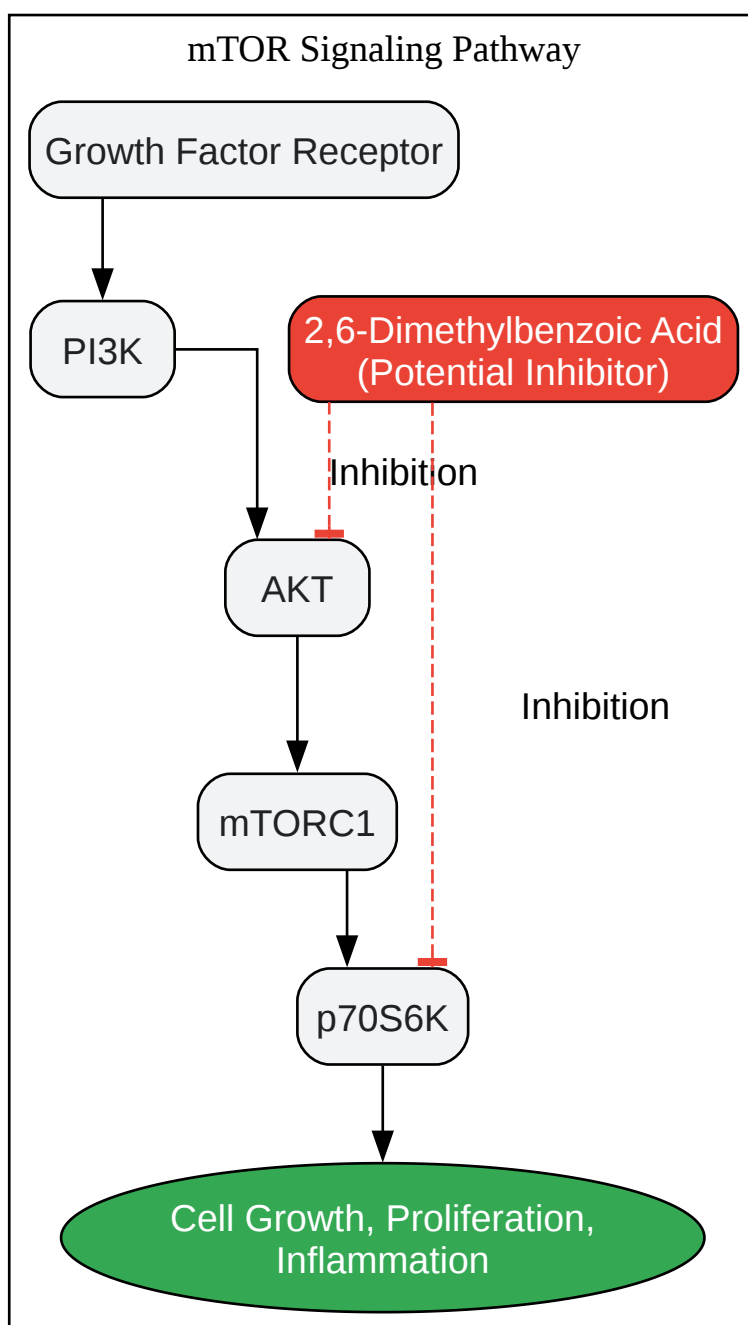 mTOR Signaling Pathway
Growth Factor Receptor
PI3K
2,6-Dimethylbenzoic Acid
(Potential Inhibitor)
Inhibition
AKT
Inhibition
mTORC1
p70S6K
Cell Growth, Proliferation,
Inflammation